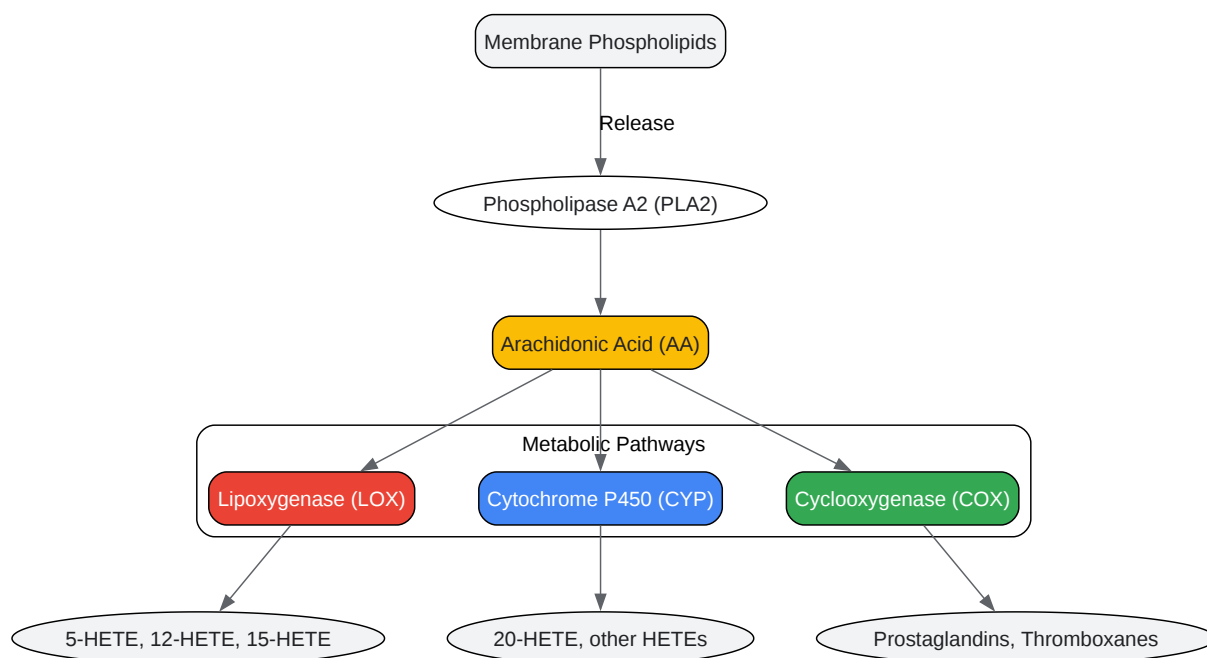 Membrane Phospholipids
Release
Phospholipase A2 (PLA2)
Arachidonic Acid (AA)
Metabolic Pathways
Lipoxygenase (LOX)
Cytochrome P450 (CYP)
Cyclooxygenase (COX)
5-HETE, 12-HETE, 15-HETE
20-HETE, other HETEs
Prostaglandins, Thromboxanes